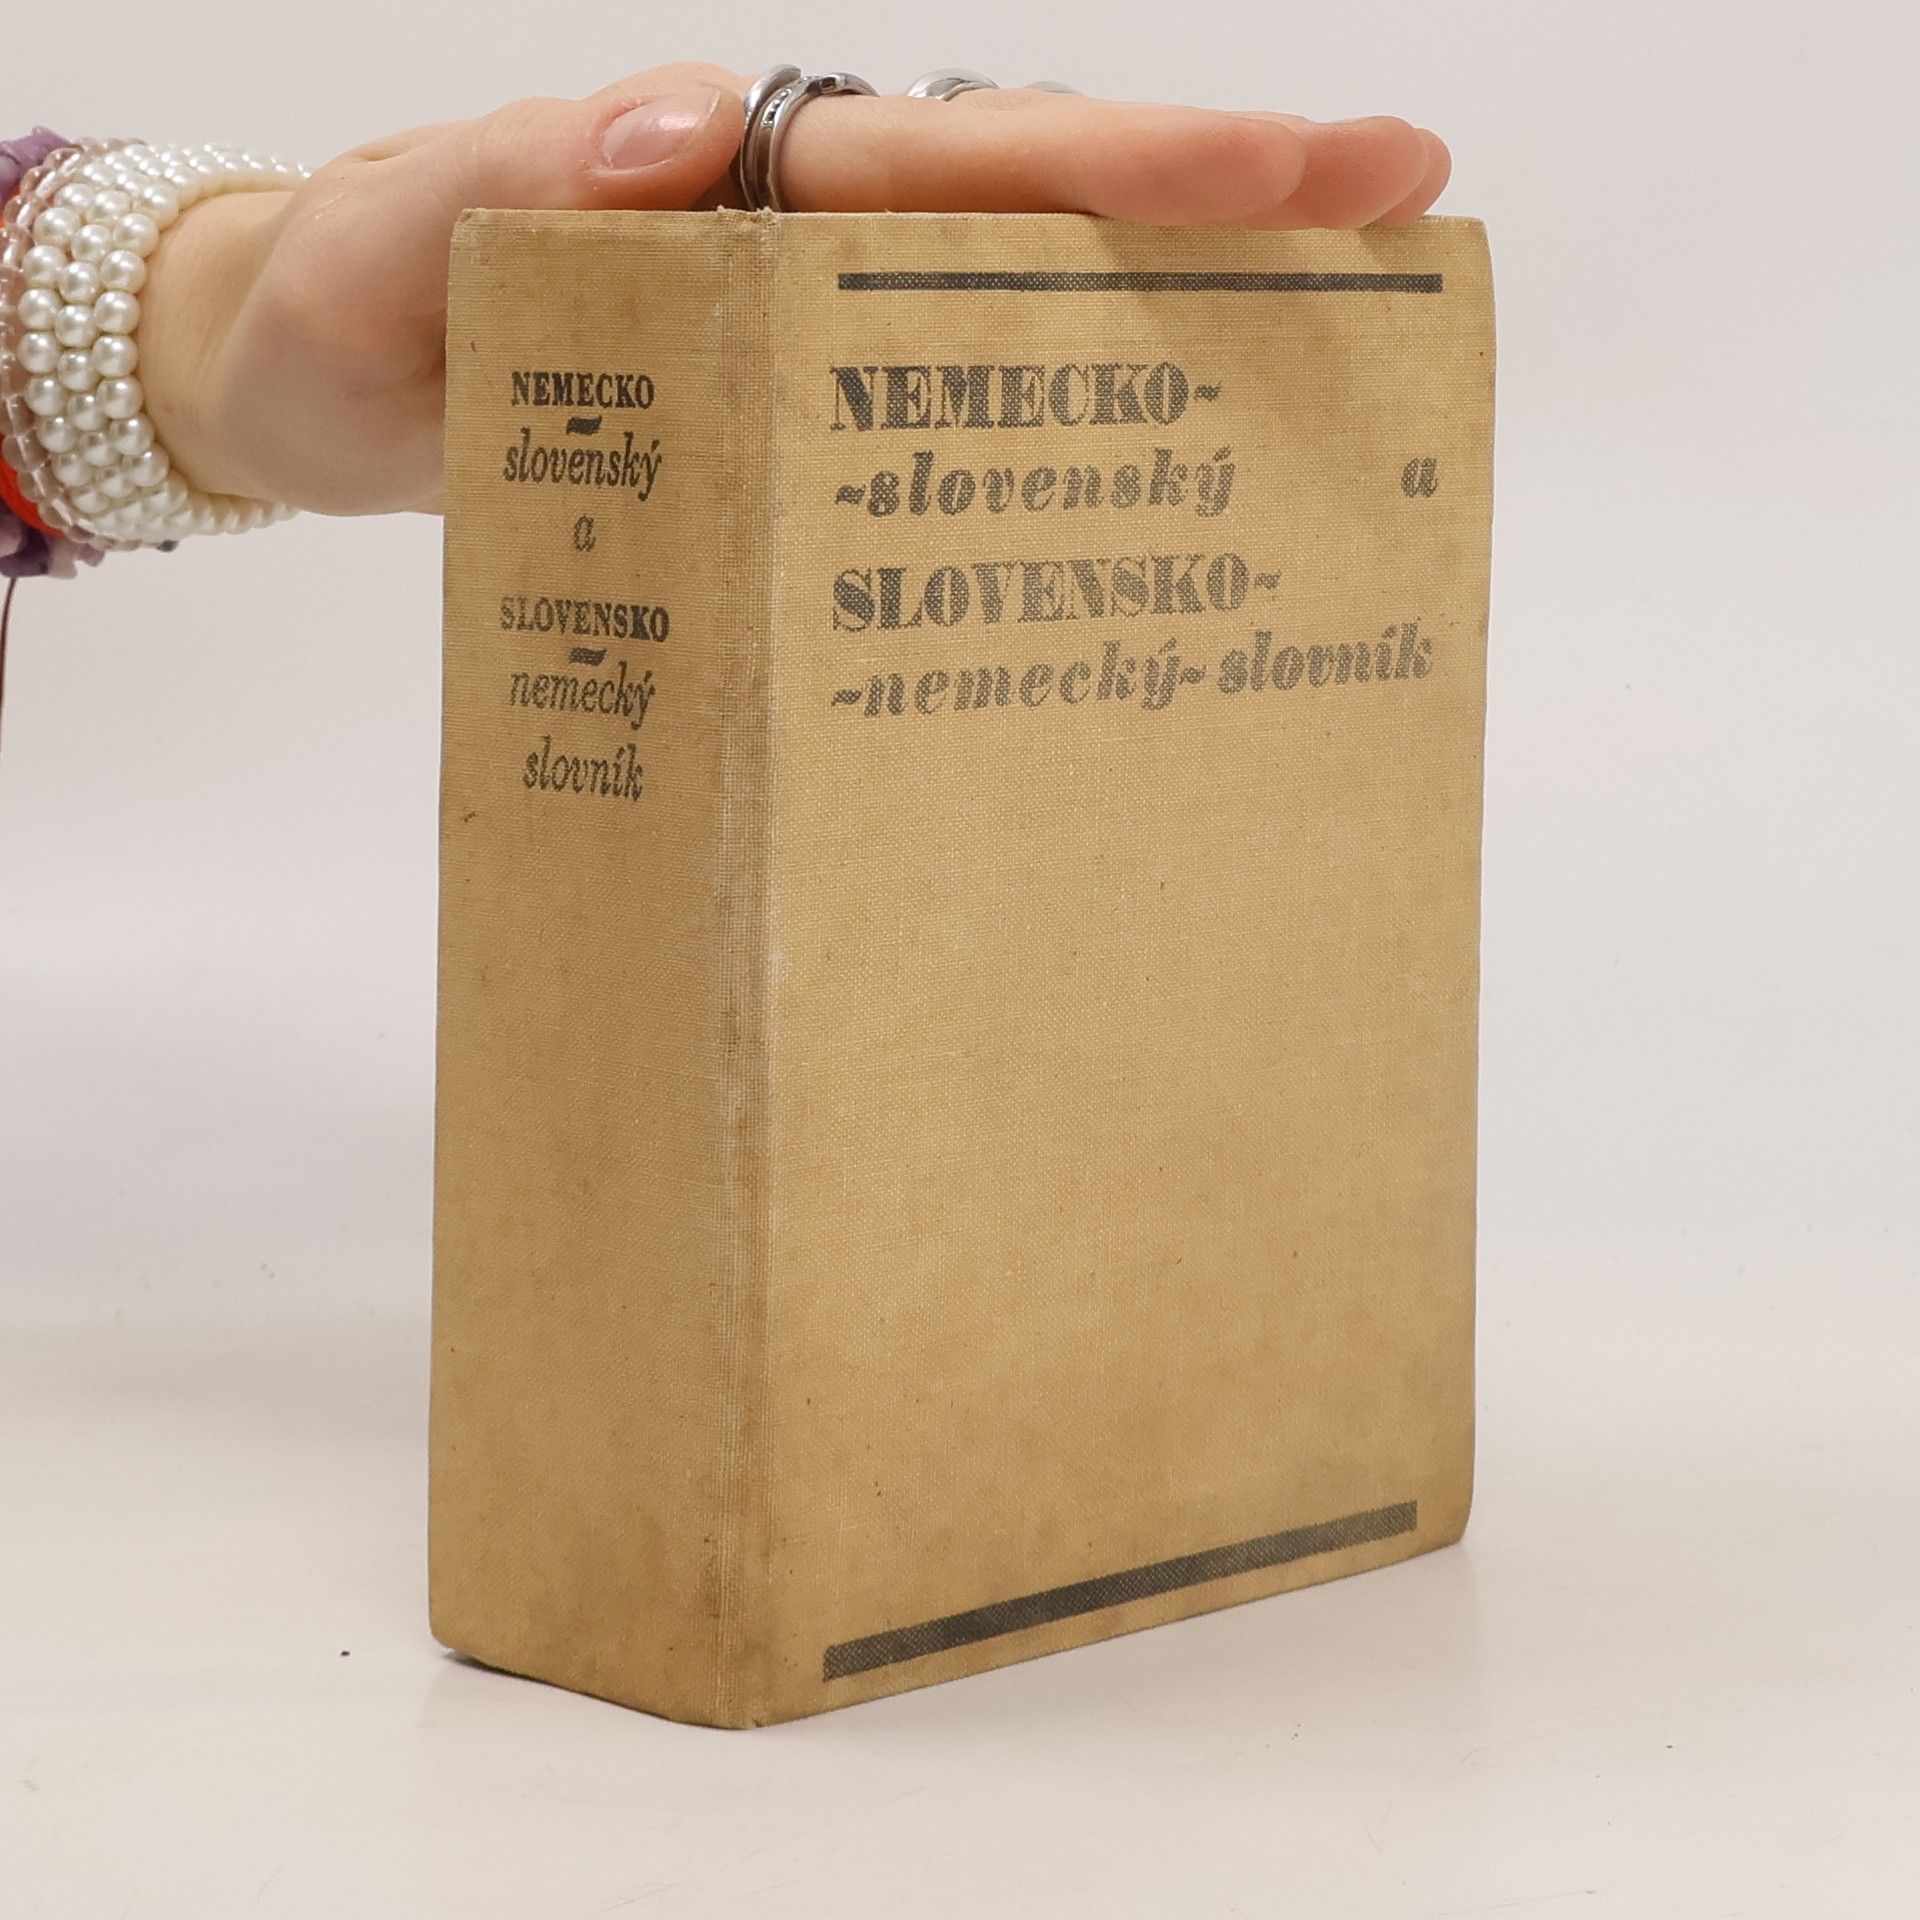 NEMECKO
~
slovenský
a
SLOVENSKO
~
nemecký
slovník
NEMECKO~
~slovenský a
SLOVENSKO~
~nemecký~ slovník